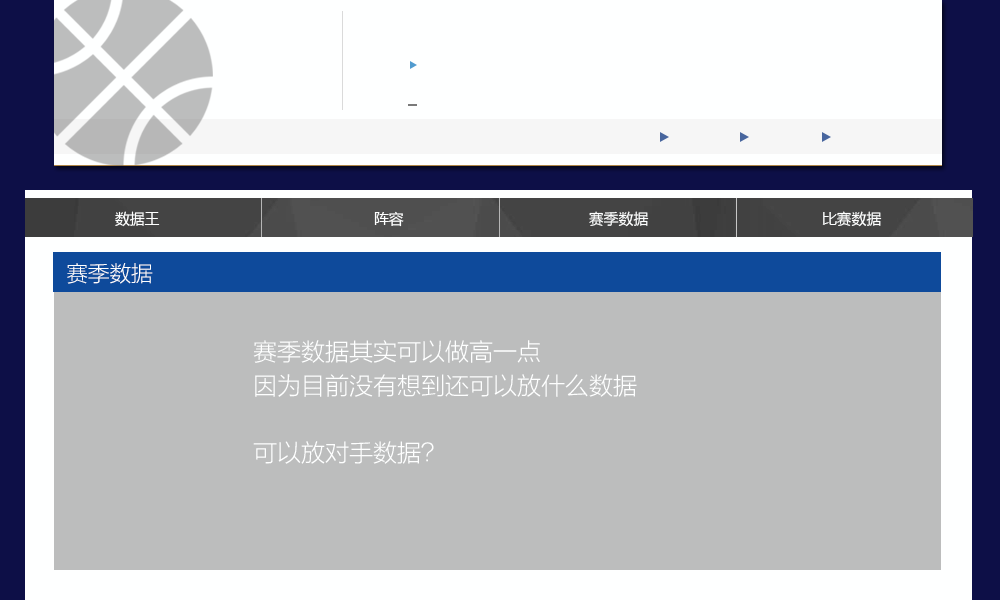 数据王
阵容
赛季数据
比赛数据
赛季数据
赛季数据其实可以做高一点
因为目前没有想到还可以放什么数据
可以放对手数据?